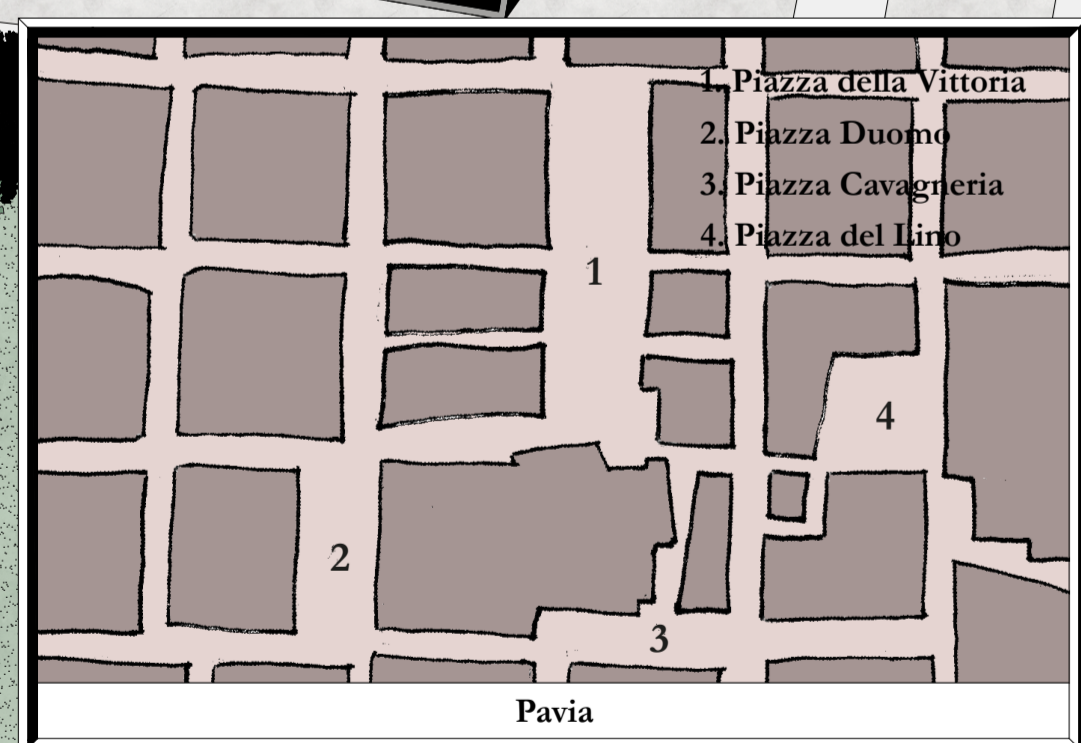 1. Piazza della Vittoria
2. Piazza Duomo
3. Piazza Cavagneria
4. Piazza del Lino
1
4
2
3
Pavia